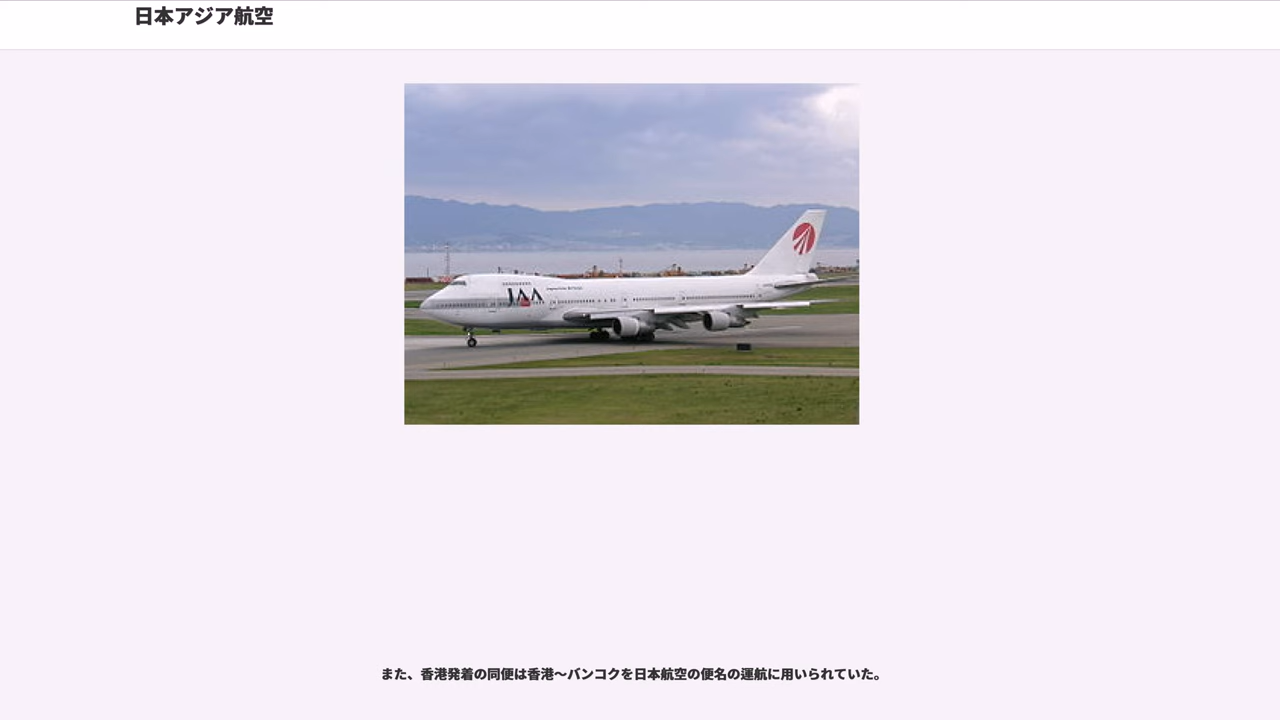 日本アジア航空
JAA
また、香港発着の同便は香港〜バンコクを日本航空の便名の運航に用いられていた。